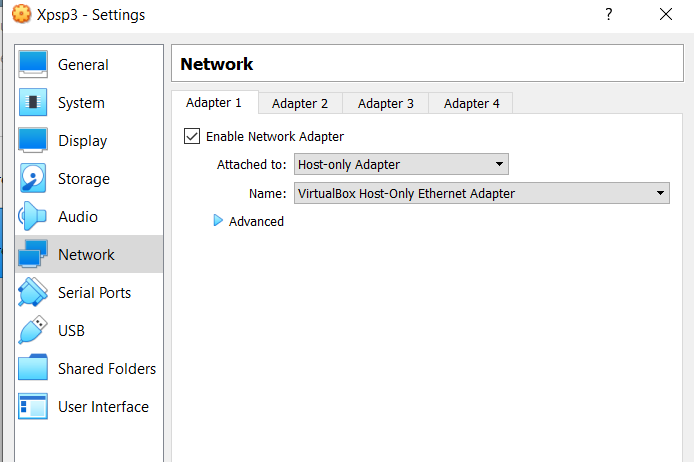 Xpsp3 - Settings
?
General
System
Display
Storage
Audio
Network
Serial Ports
USB
Shared Folders
User Interface
Network
Adapter 1 Adapter 2 Adapter 3 Adapter 4
Enable Network Adapter
Attached to: Host-only Adapter
Name: VirtualBox Host-Only Ethernet Adapter
Advanced